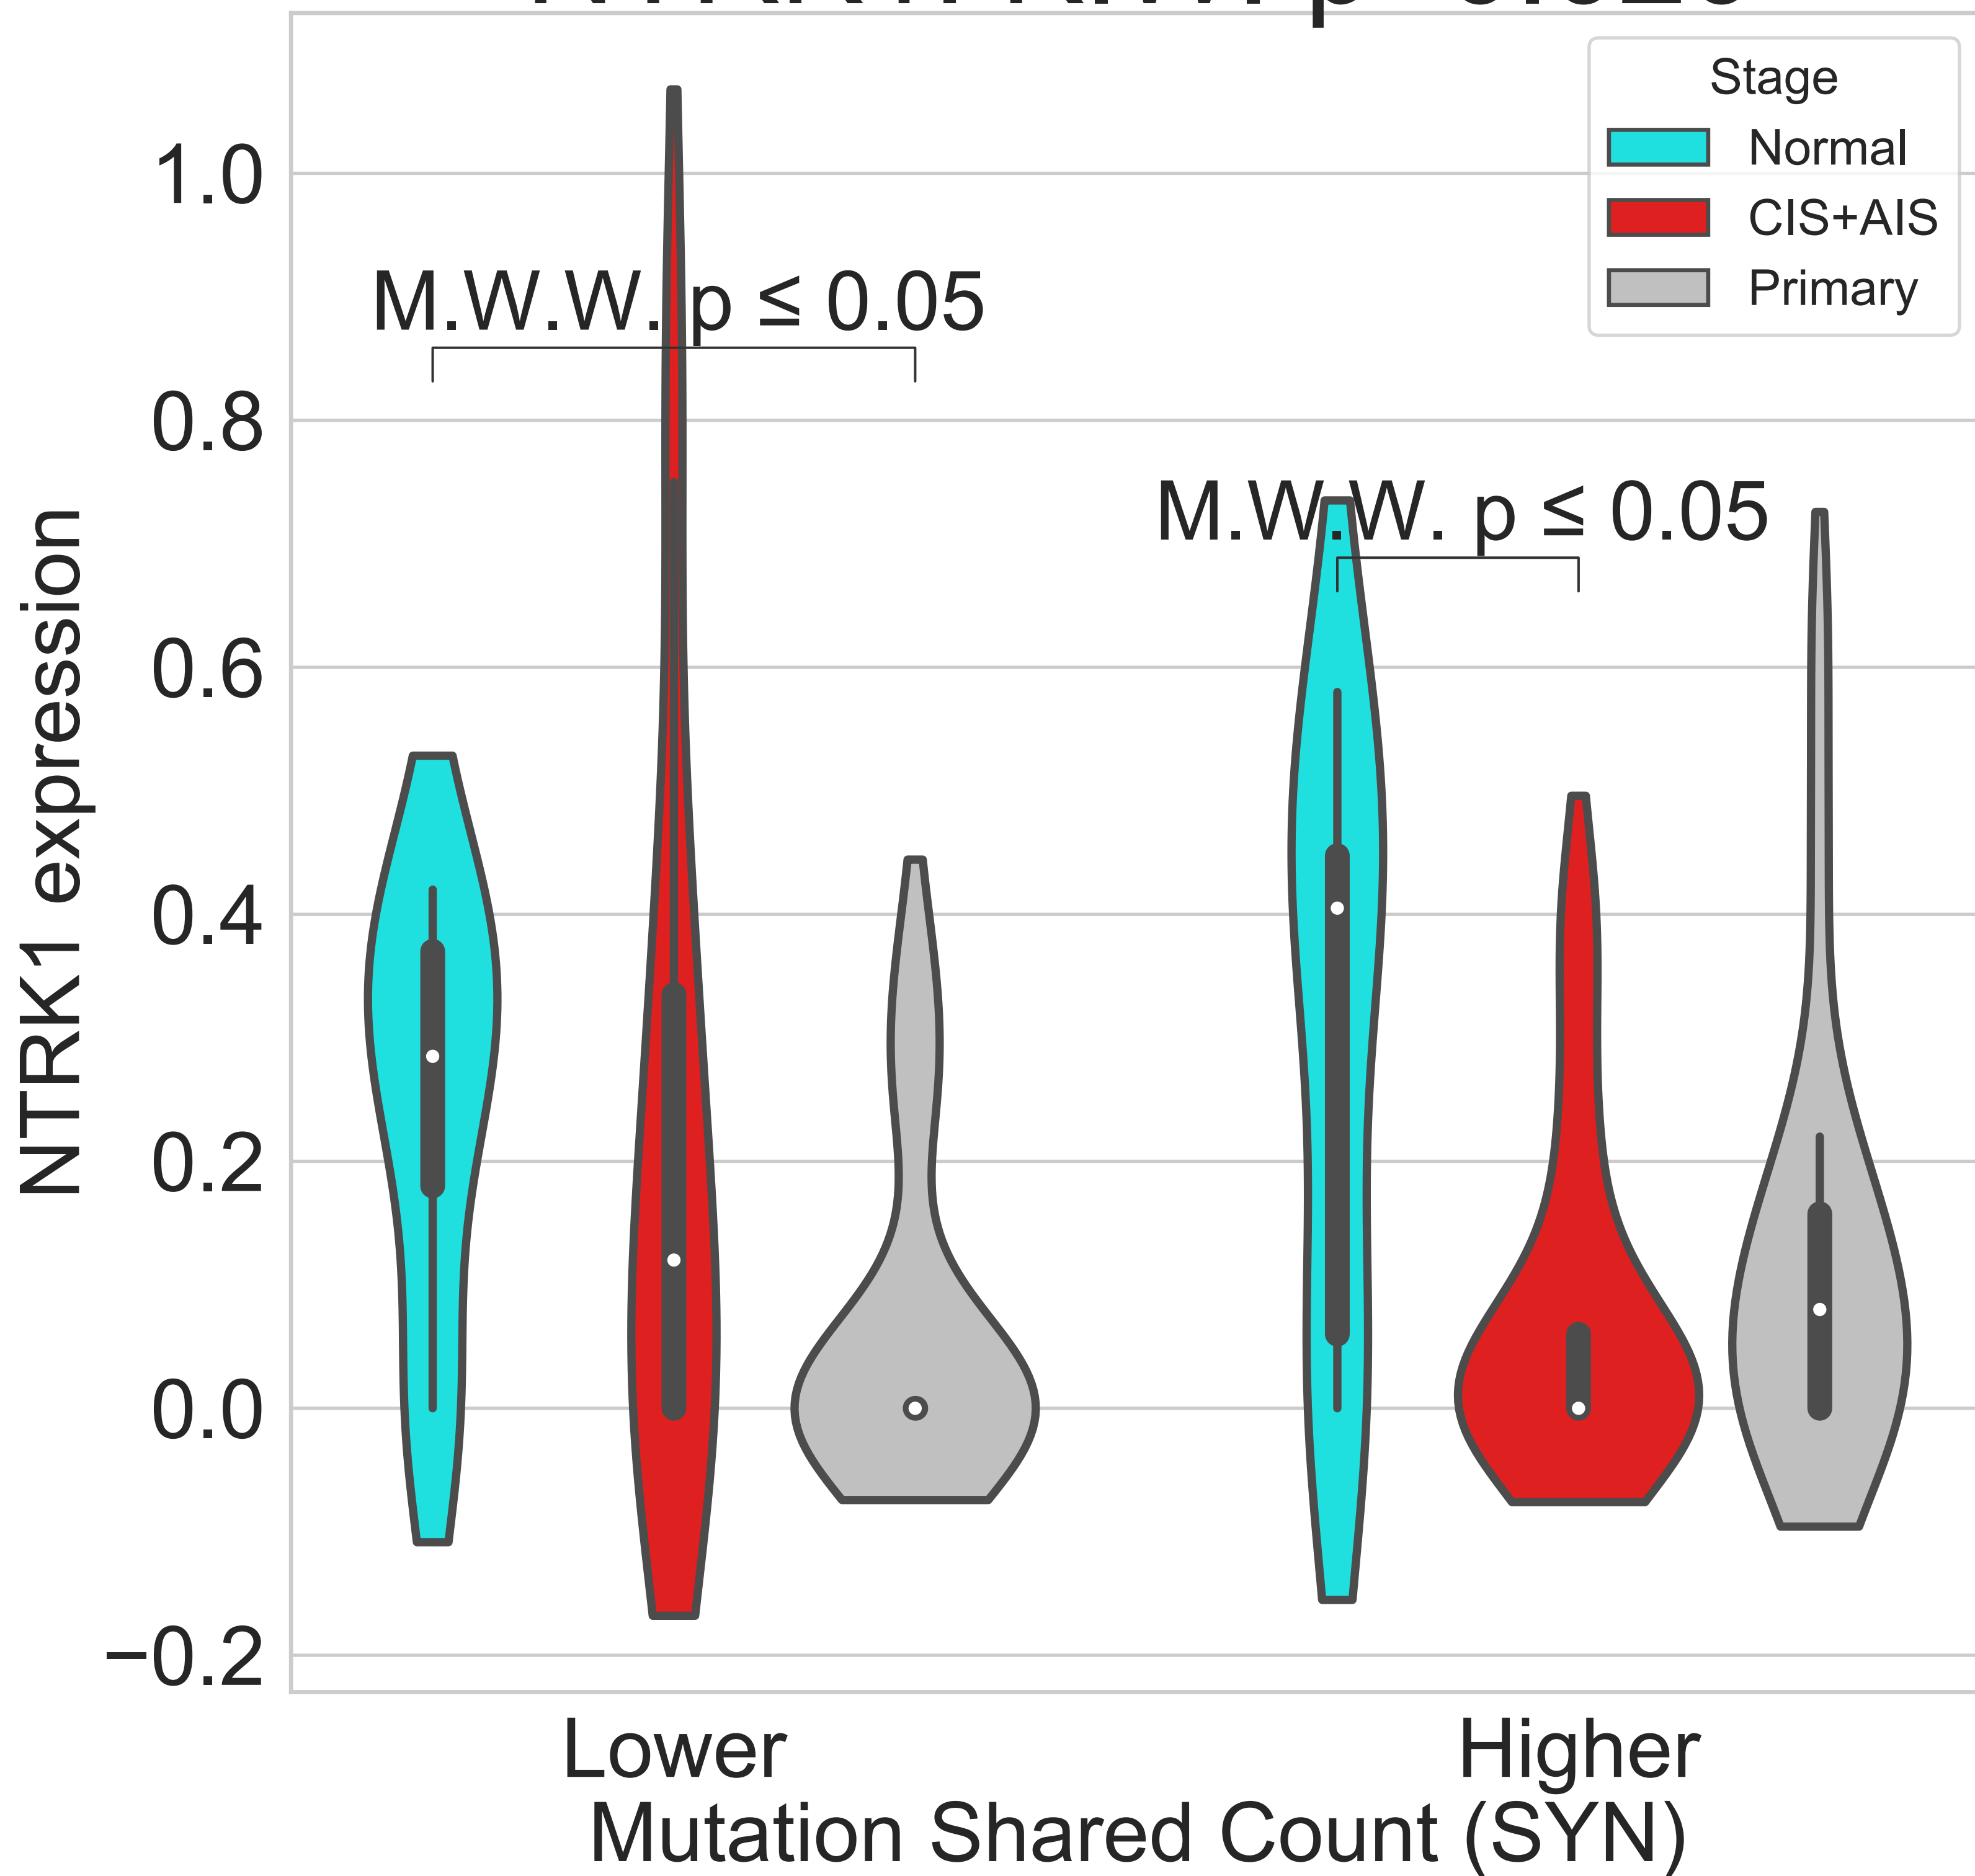 Stage
Normal
CIS+AIS
Primary
M.W.W. p ≤ 0.05
M.W.W. p ≤ 0.05
NTRK1 expression
1.0
0.8
0.6
0.4
0.2
0.0
−0.2
Lower
Higher
Mutation Shared Count (SYN)